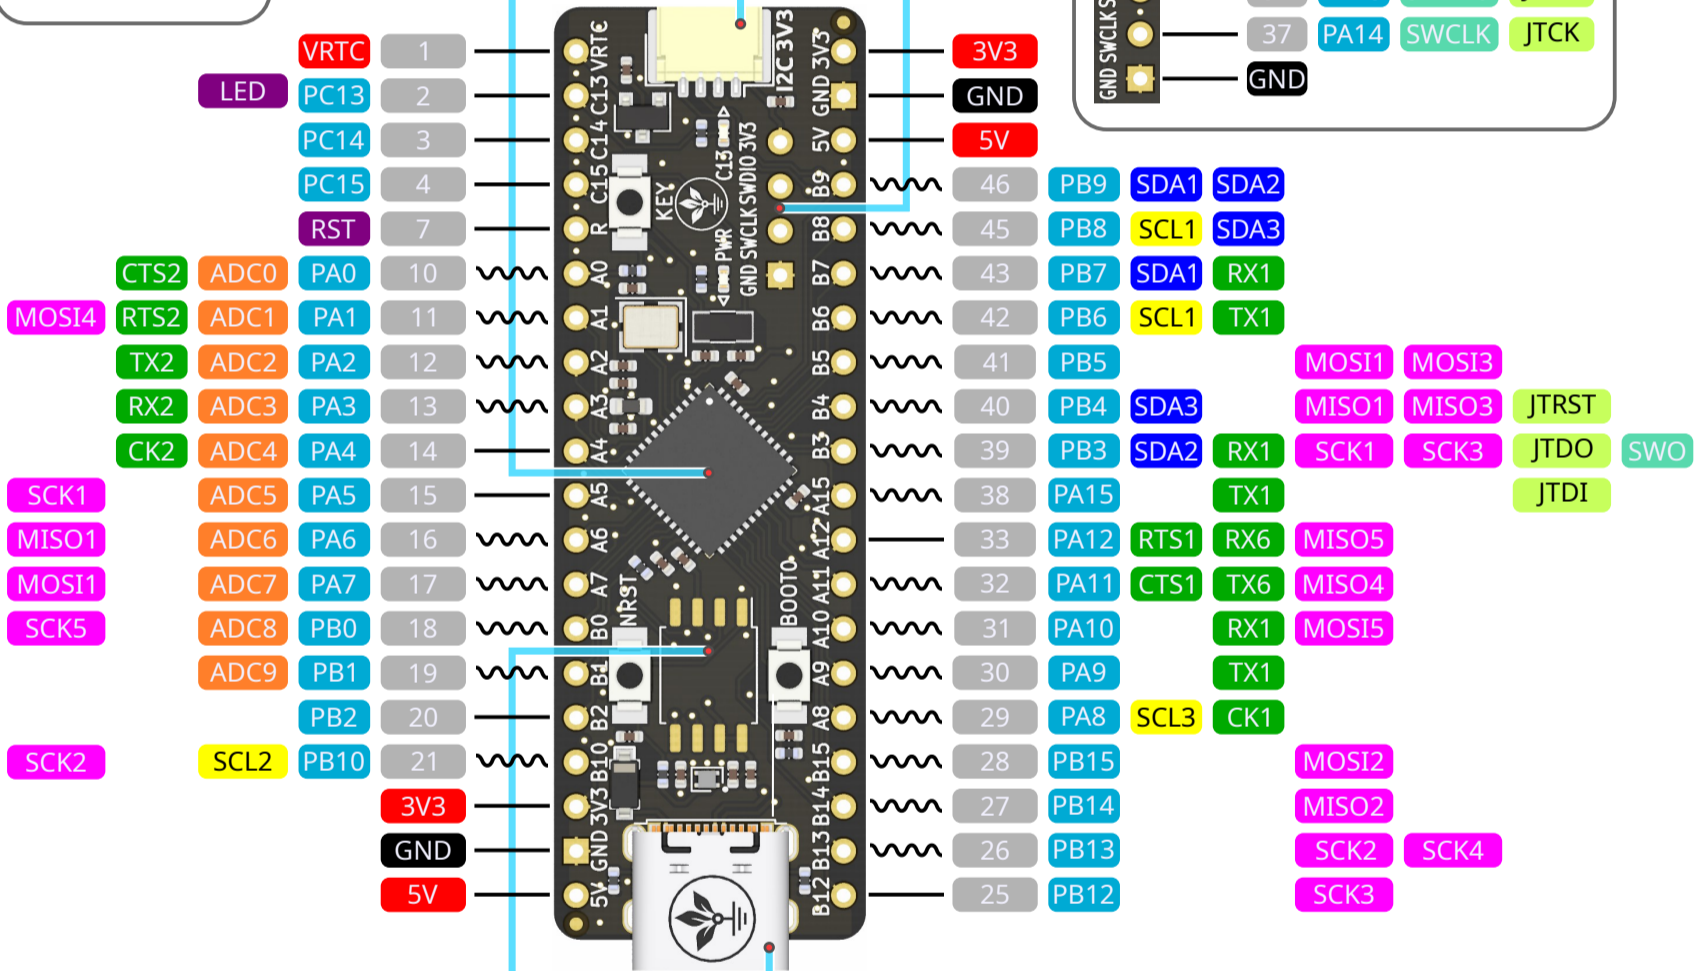 37 PA14 SWCLK JTCK
GND
GND SWCLK S
VRTC 1
LED PC13 2
PC14 3
PC15 4
RST 7
CTS2 ADC0 PA0 10
MOSI4 RTS2 ADC1 PA1 11
TX2 ADC2 PA2 12
RX2 ADC3 PA3 13
CK2 ADC4 PA4 14
SCK1 ADC5 PA5 15
MISO1 ADC6 PA6 16
MOSI1 ADC7 PA7 17
SCK5 ADC8 PB0 18
ADC9 PB1 19
PB2 20
SCK2 SCL2 PB10 21
3V3
GND
5V
VRTC
C13
C14
C15
R
A0
A1
A2
A3
A4
A5
A6
A7
B0
B1
B2
B10
3V3
GND
5V
I2C 3V3
C13
KEY
PWR
GND SWCLK SWDIO 3V3
NRST
BOOT0
3V3
GND
5V
B9
B8
B7
B6
B5
B4
B3
A15
A12
A11
A10
A9
A8
B15
B14
B13
B12
3V3
GND
5V
46 PB9 SDA1 SDA2
45 PB8 SCL1 SDA3
43 PB7 SDA1 RX1
42 PB6 SCL1 TX1
41 PB5 MOSI1 MOSI3
40 PB4 SDA3 MISO1 MISO3 JTRST
39 PB3 SDA2 RX1 SCK1 SCK3 JTDO SWO
38 PA15 TX1 JTDI
33 PA12 RTS1 RX6 MISO5
32 PA11 CTS1 TX6 MISO4
31 PA10 RX1 MOSI5
30 PA9 TX1
29 PA8 SCL3 CK1
28 PB15 MOSI2
27 PB14 MISO2
26 PB13 SCK2 SCK4
25 PB12 SCK3